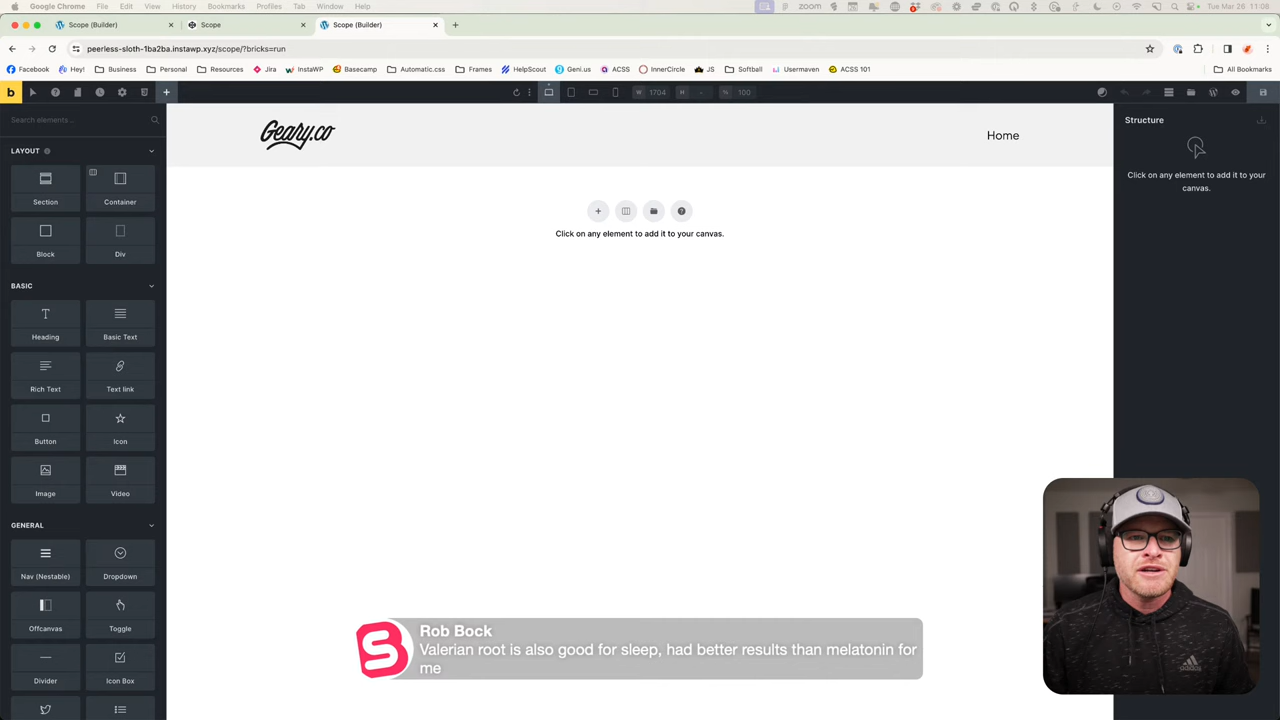 Google Chrome File Edit View History Bookmarks Profiles Tab Window Help zoom Tue Mar 26 11:08
Scope (Builder) Scope Scope (Builder)
peerless-sloth-1ba2ba.instawp.xyz/scope/?bricks=run
Facebook Hey! Business Personal Resources Jira InstaWP Basecamp Automatic.css Frames HelpScout Geni.us ACSS InnerCircle JS Softball Usermaven ACSS 101 All Bookmarks
b W 1704 H - % 100
Search elements...
Structure
Click on any element to add it to your
canvas.
LAYOUT
Section Container
Block Div
BASIC
Heading Basic Text
Rich Text Text link
Button Icon
Image Video
GENERAL
Nav (Nestable) Dropdown
Offcanvas Toggle
Divider Icon Box
Geary.co Home
Click on any element to add it to your canvas.
Rob Bock
Valerian root is also good for sleep, had better results than melatonin for
me